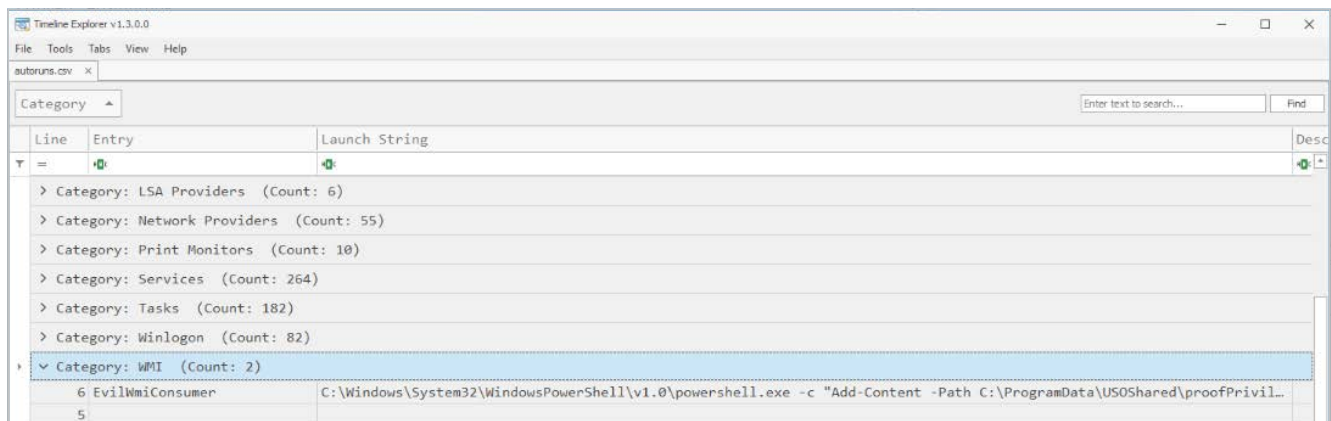 Timeline Explorer v1.3.0.0
File Tools Tabs View Help
autoruns.csv
Category
Enter text to search... Find
Line Entry Launch String Desc
=
Category: LSA Providers (Count: 6)
Category: Network Providers (Count: 55)
Category: Print Monitors (Count: 10)
Category: Services (Count: 264)
Category: Tasks (Count: 182)
Category: Winlogon (Count: 82)
Category: WMI (Count: 2)
6 EvilWmiConsumer C:\Windows\System32\WindowsPowerShell\v1.0\powershell.exe -c "Add-Content -Path C:\ProgramData\USOShared\proofPrivil...
5